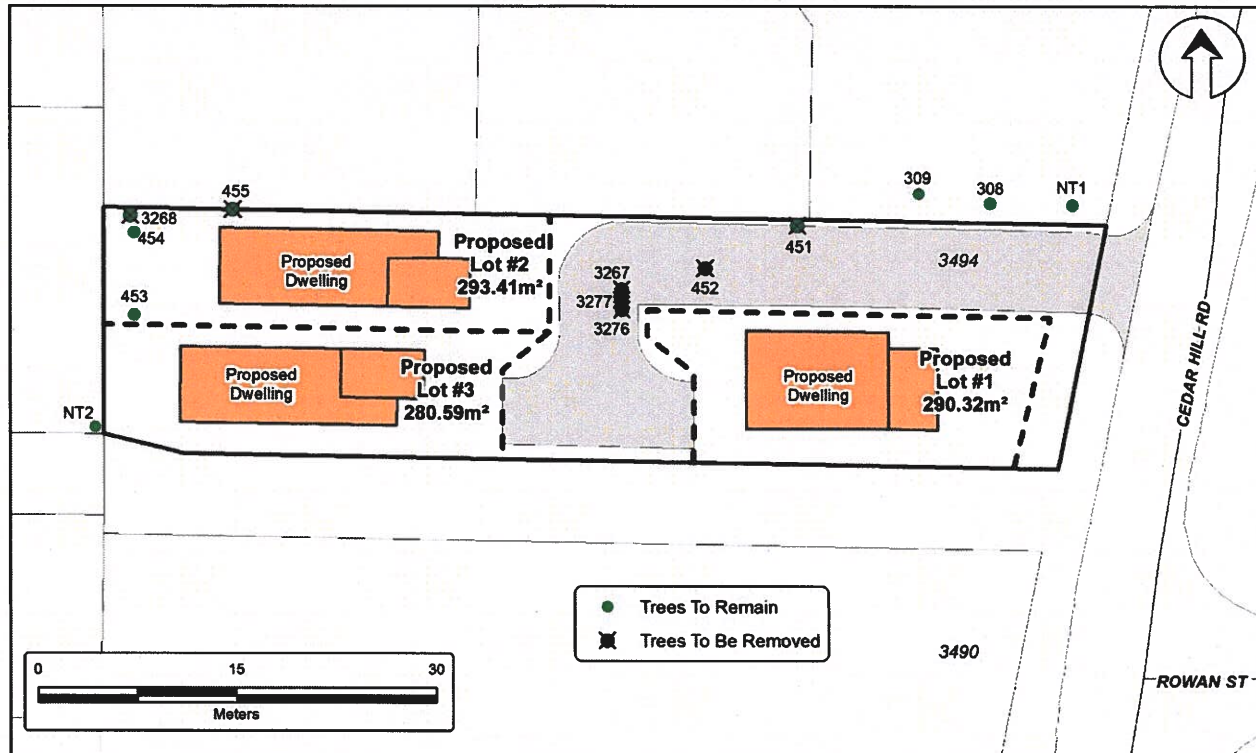 309
308
NT1
455
3268
454
451
3494
Proposed
Lot #2
293.41m²
Proposed
Dwelling
3267
452
3277
3276
453
Proposed
Dwelling
Proposed
Lot #3
280.59m²
Proposed
Dwelling
Proposed
Lot #1
290.32m²
NT2
CEDAR HILL RD
Trees To Remain
Trees To Be Removed
3490
ROWAN ST
0 15 30
Meters